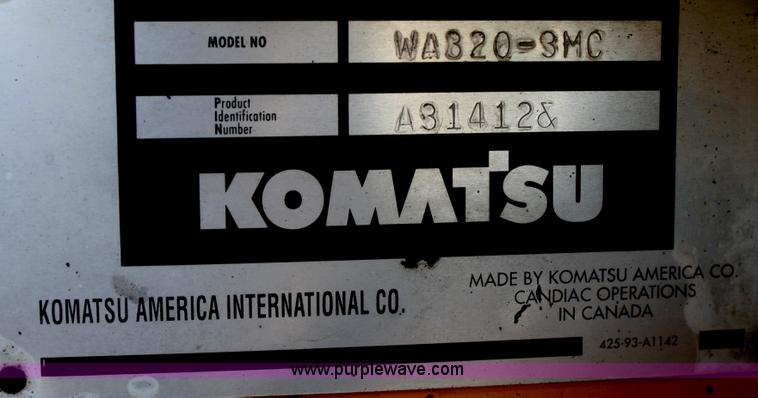 MODEL NO WA320-3MC
Product
Identification
Number
A31412&
KOMATSU
KOMATSU AMERICA INTERNATIONAL CO.
MADE BY KOMATSU AMERICA CO.
CANDIAC OPERATIONS
IN CANADA
425-93-A1142
www.purplewave.com